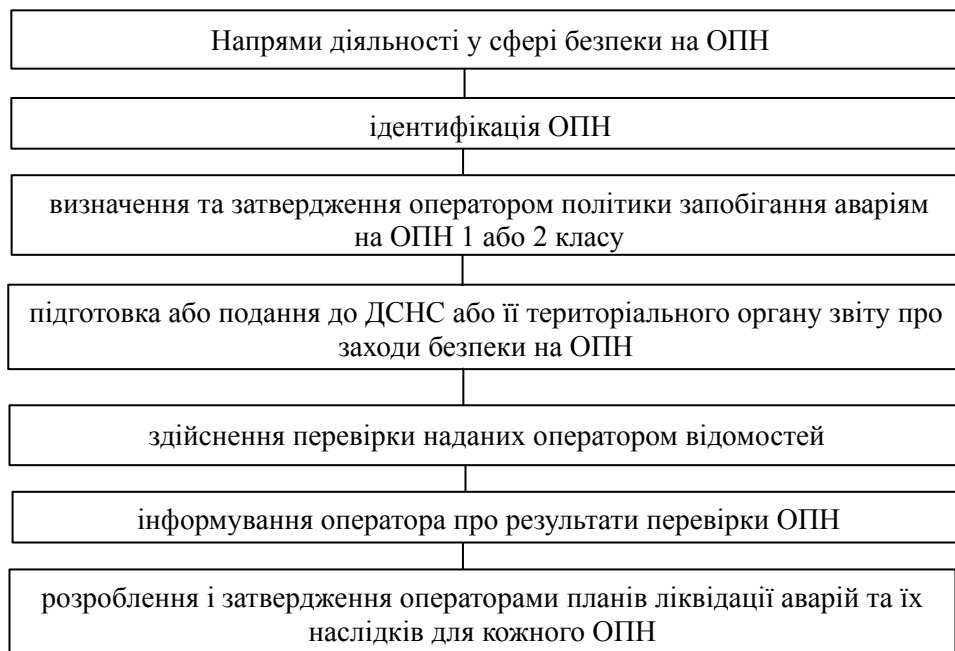 Напрями діяльності у сфері безпеки на ОПН
ідентифікація ОПН
визначення та затвердження оператором політики запобігання аваріям
на ОПН 1 або 2 класу
підготовка або подання до ДСНС або її територіального органу звіту про
заходи безпеки на ОПН
здійснення перевірки наданих оператором відомостей
інформування оператора про результати перевірки ОПН
розроблення і затвердження операторами планів ліквідації аварій та їх
наслідків для кожного ОПН